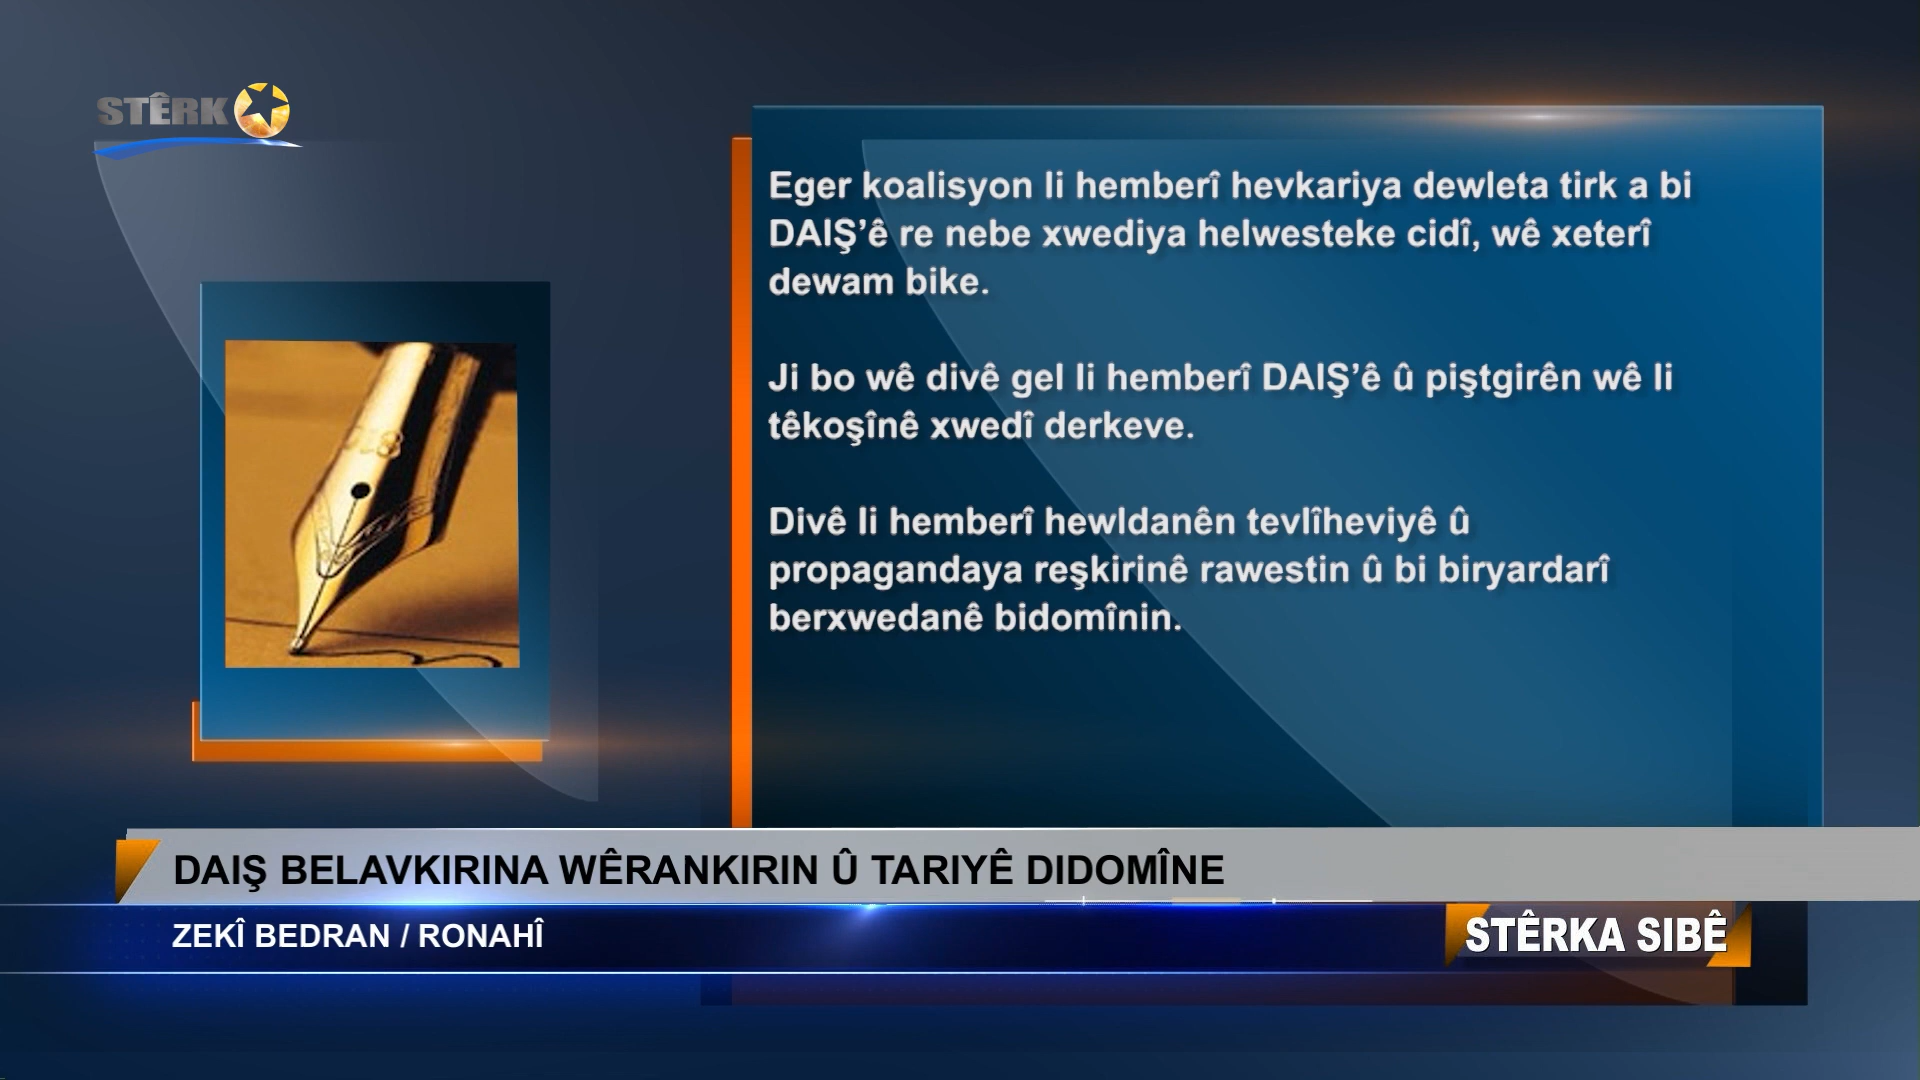 STÊRK
Eger koalisyon li hemberî hevkariya dewleta tirk a bi
DAIŞ’ê re nebe xwediya helwesteke cidî, wê xeterî
dewam bike.
Ji bo wê divê gel li hemberî DAIŞ’ê û piştgirên wê li
têkoşînê xwedî derkeve.
Divê li hemberî hewldanên tevlîheviyê û
propagandaya reşkirinê rawestin û bi biryardarî
berxwedanê bidomînin.
DAIŞ BELAVKIRINA WÊRANKIRIN Û TARIYÊ DIDOMÎNE
ZEKÎ BEDRAN / RONAHÎ
STÊRKA SIBÊ